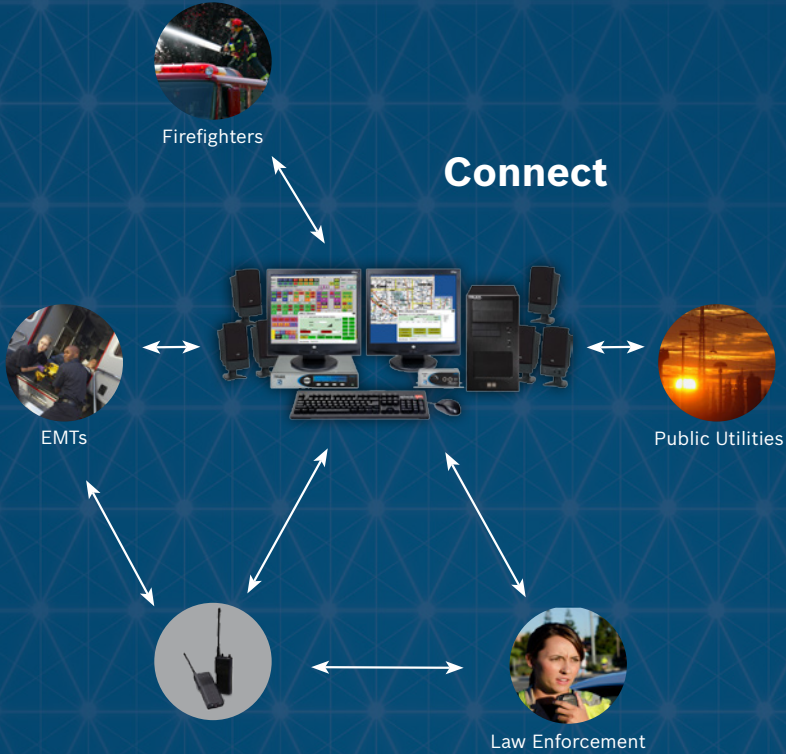 Firefighters
Connect
EMTs
Public Utilities
Law Enforcement